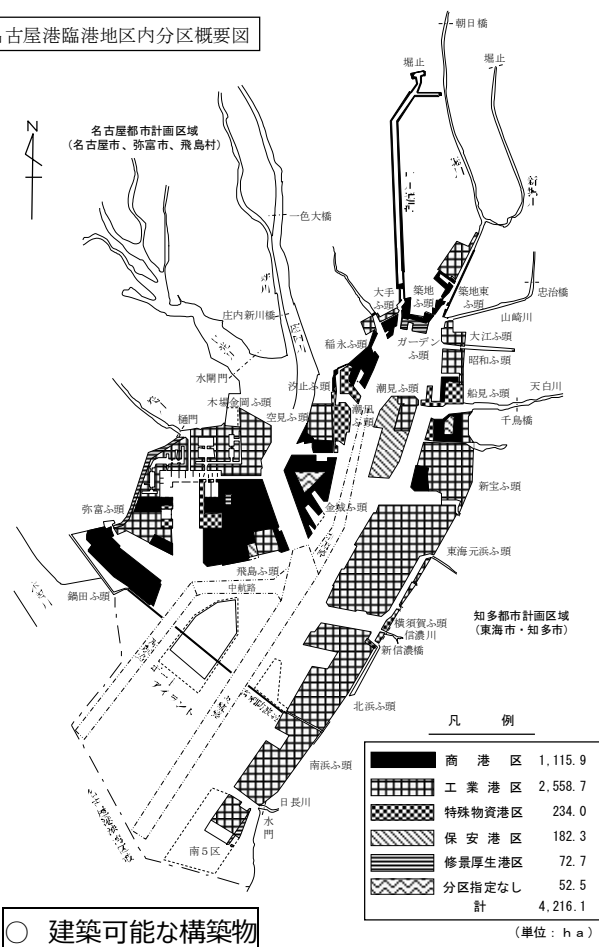 名古屋港臨港地区内分区概要図
朝日橋
堀止
堀止
N
名古屋都市計画区域
(名古屋市、弥富市、飛島村)
一色大橋
大手
ふ頭
築地
ふ頭
築地東
ふ頭
忠治橋
山崎川
庄内新川橋
稲永ふ頭
ガーデン
ふ頭
大江ふ頭
昭和ふ頭
水閘門
汐止ふ頭
潮見ふ頭
船見ふ頭
天白川
木場金岡ふ頭
空見ふ頭
潮凪
ふ頭
千鳥橋
樋門
新宝ふ頭
弥富ふ頭
金城ふ頭
東海元浜ふ頭
飛島ふ頭
中航路
鍋田ふ頭
横須賀ふ頭
信濃川
新信濃橋
知多都市計画区域
(東海市・知多市)
ポート
アイランド
北浜ふ頭
南浜ふ頭
日長川
水門
南5区
凡 例
商港区 1,115.9
工業港区 2,558.7
特殊物資港区 234.0
保安港区 182.3
修景厚生港区 72.7
分区指定なし 52.5
計 4,216.1
(単位：ha)
○ 建築可能な構築物